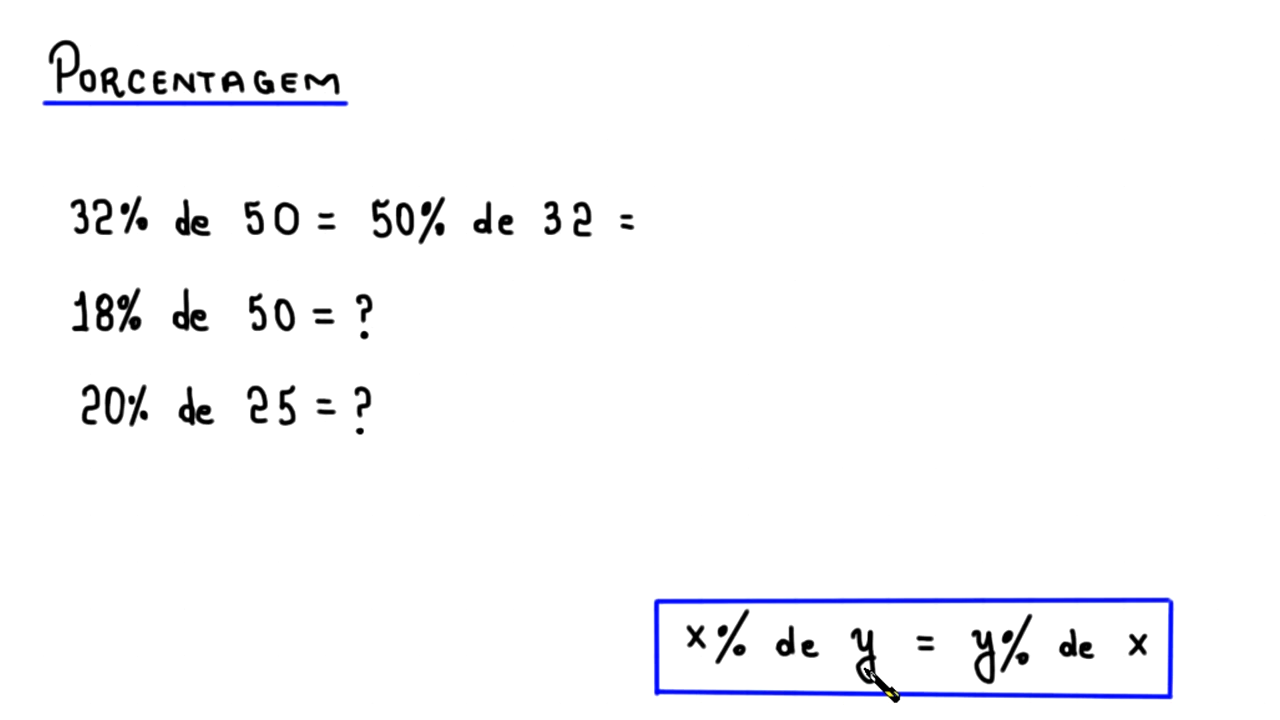 PORCENTAGEM
32% de 50 = 50% de 32 =
18% de 50 = ?
20% de 25 = ?
x% de y = y% de x